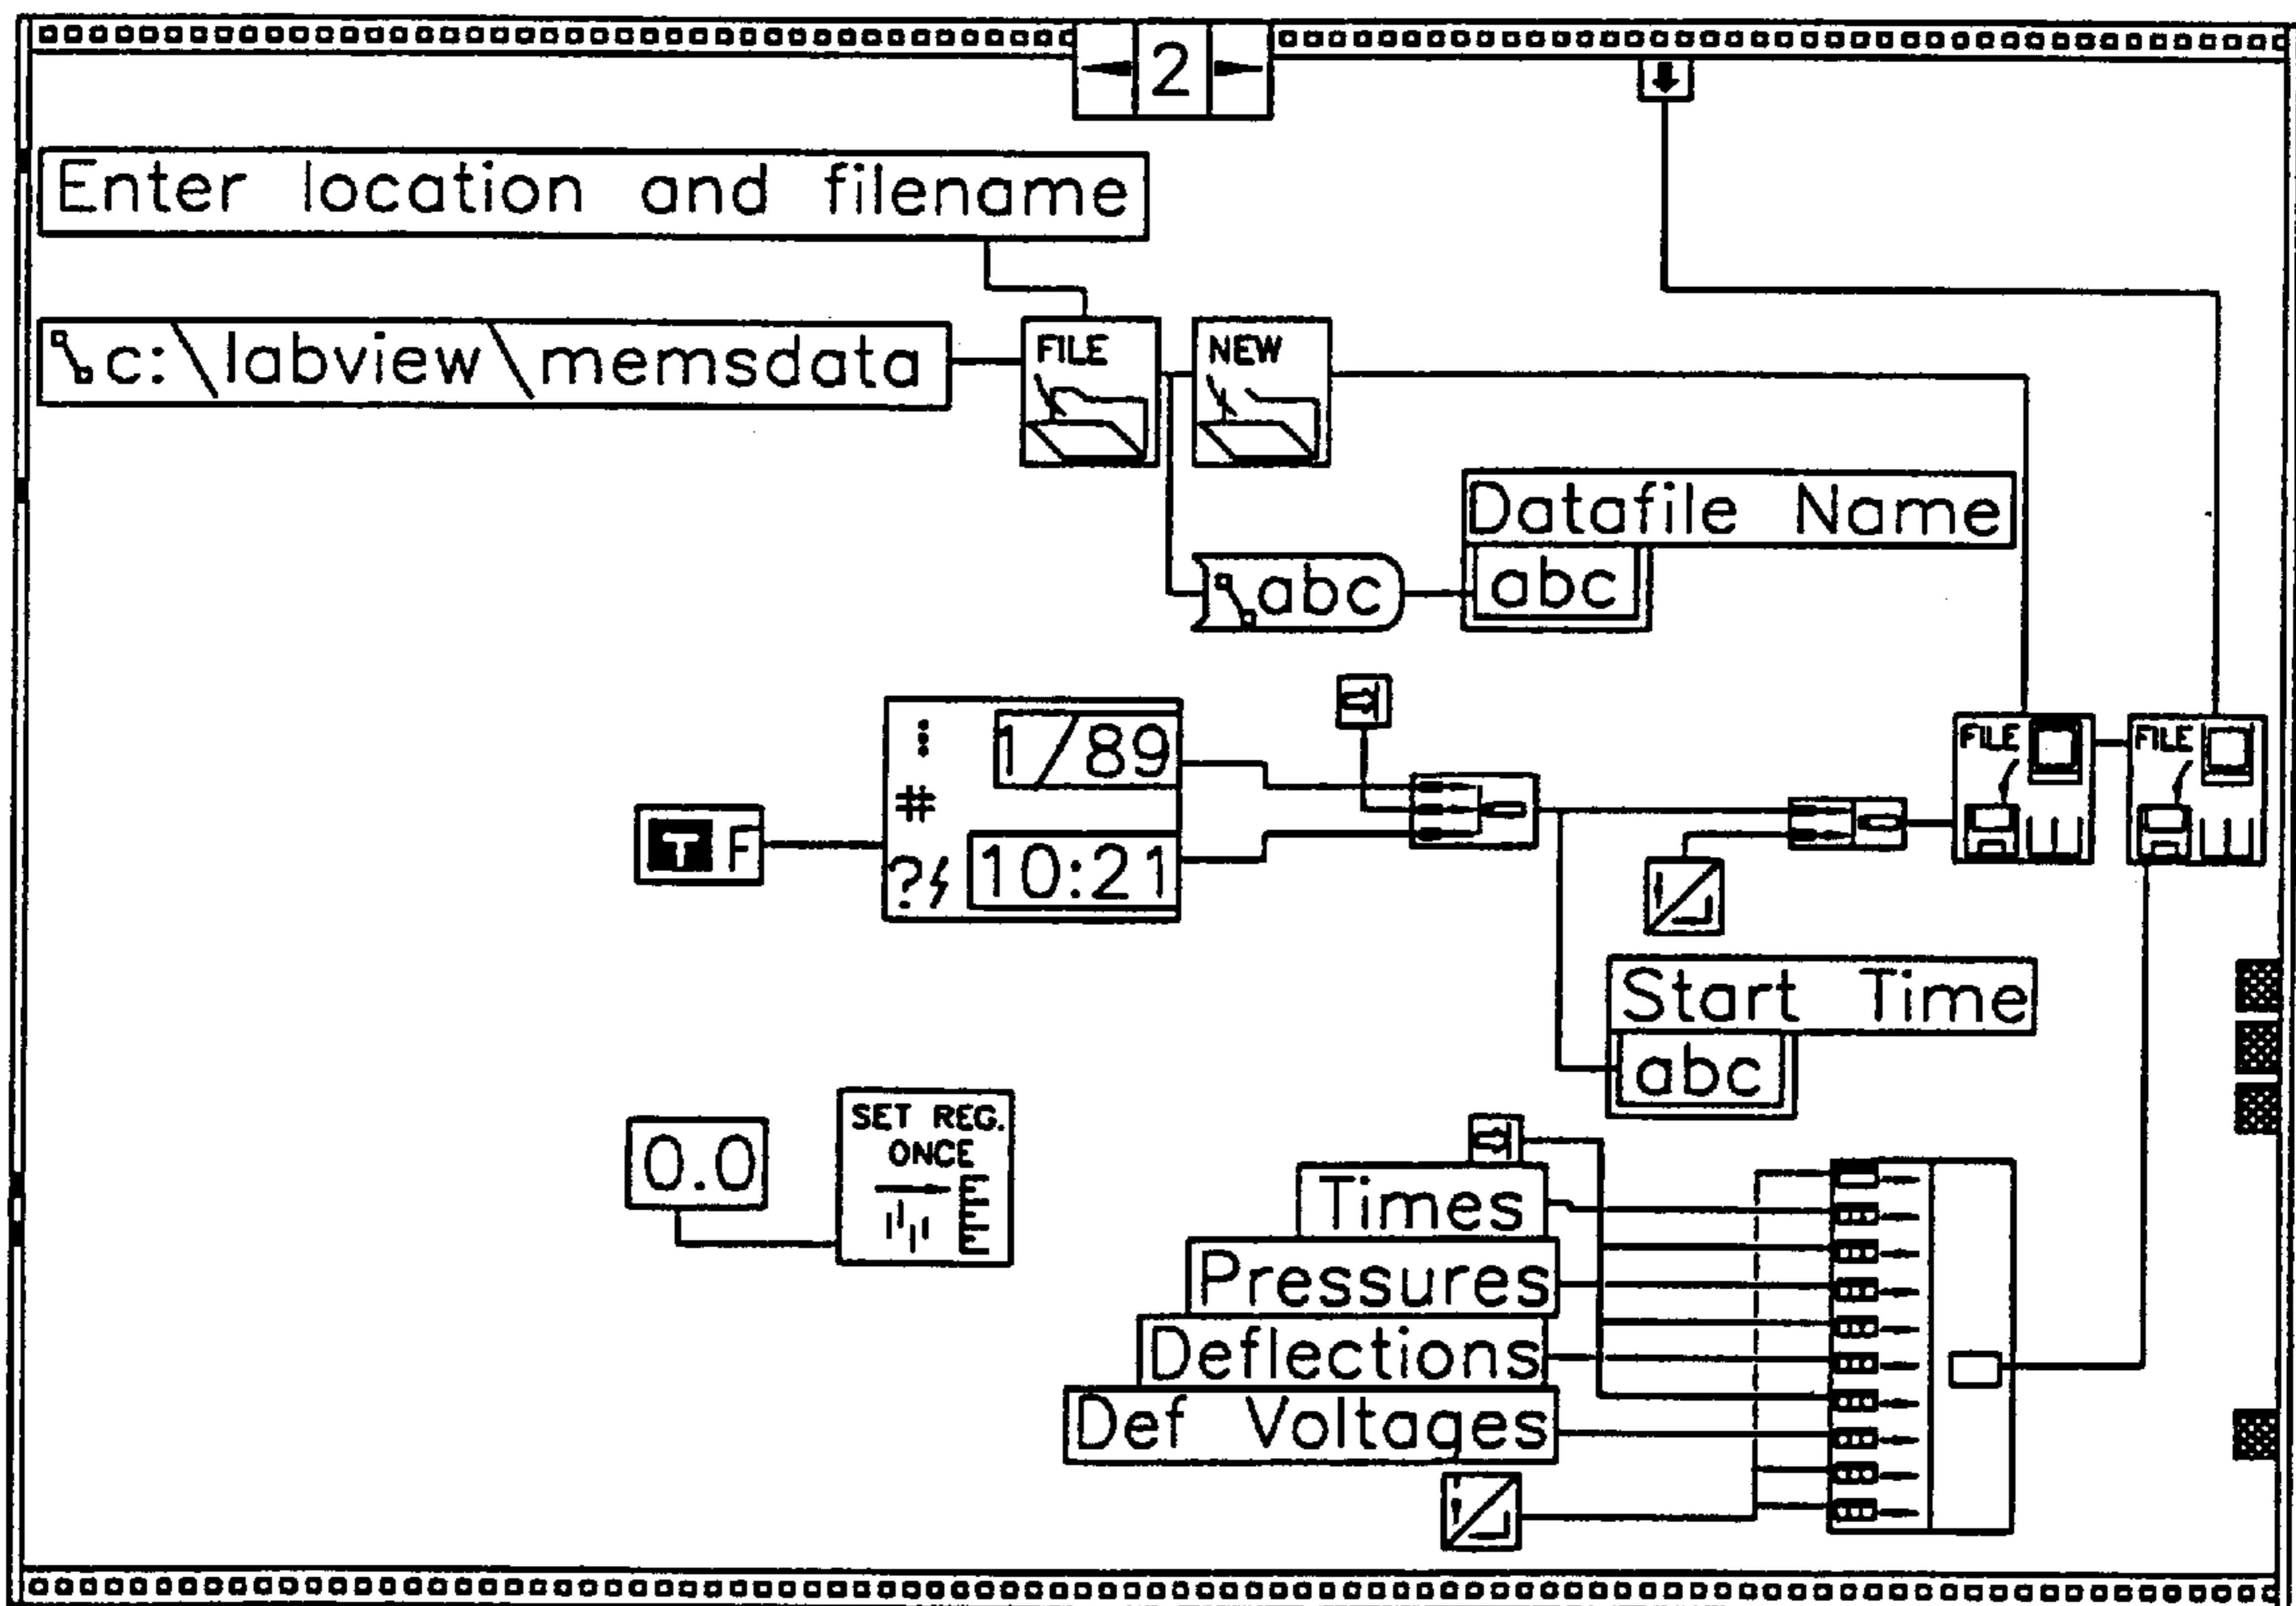 2
Enter location and filename
c:\labview\memsdata
FILE
NEW
Datafile Name
abc
abc
1/89
#
?
10:21
T F
FILE
FILE
Start Time
abc
SET REG.
ONCE
0.0
Times
Pressures
Deflections
Def Voltages